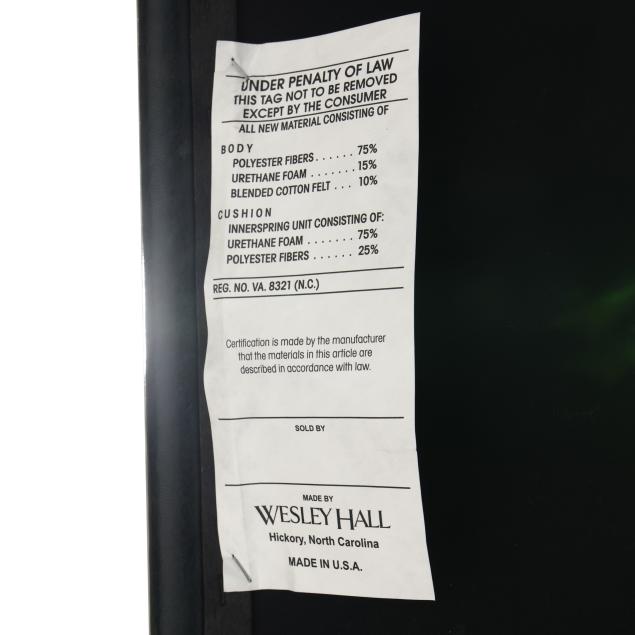 UNDER PENALTY OF LAW
THIS TAG NOT TO BE REMOVED
EXCEPT BY THE CONSUMER
ALL NEW MATERIAL CONSISTING OF
BODY
POLYESTER FIBERS...... 75%
URETHANE FOAM ....... 15%
BLENDED COTTON FELT ... 10%
CUSHION
INNERSPRING UNIT CONSISTING OF:
URETHANE FOAM ....... 75%
POLYESTER FIBERS ...... 25%
REG. NO. VA. 8321 (N.C.)
Certification is made by the manufacturer
that the materials in this article are
described in accordance with law.
SOLD BY
MADE BY
WESLEY HALL
Hickory, North Carolina
MADE IN U.S.A.